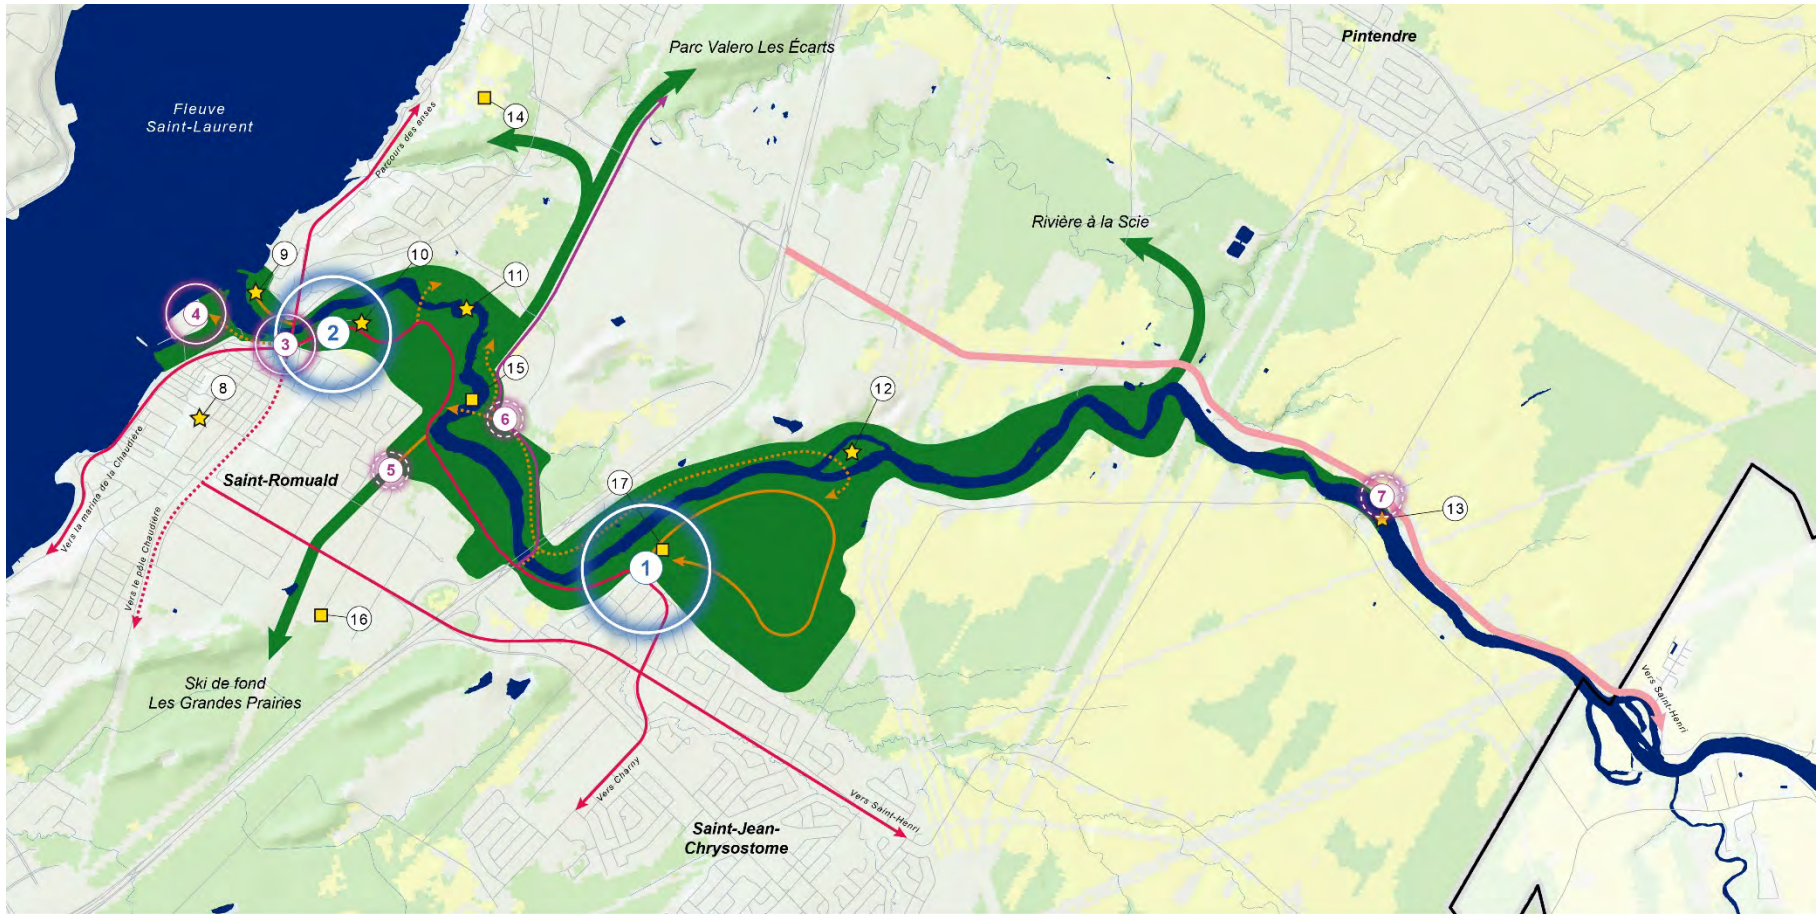 Parc Valero Les Écarts
Pintendre
Fleuve
Saint-Laurent
14
Parcours des anses
Rivière à la Scie
9
10
11
4
2
3
15
8
12
6
5
Saint-Romuald
17
7
13
Vers la marina de la Chaudière
Vers le pôle Chaudière
1
16
Ski de fond
Les Grandes Prairies
Vers Saint-Henri
Vers Charny
Vers Saint-Henri
Saint-Jean-
Chrysostome